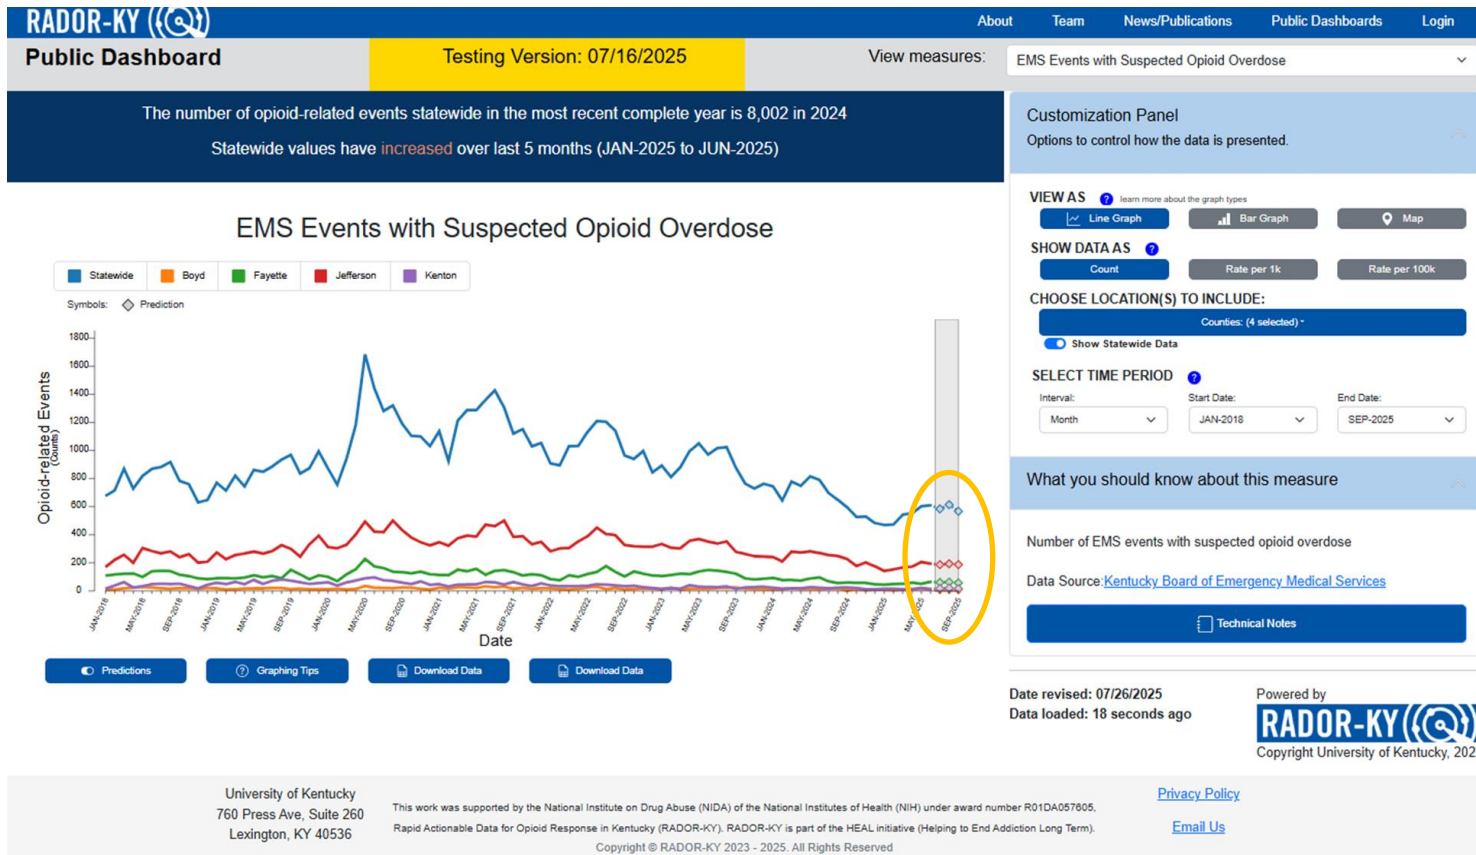 RADOR-KY
About Team News/Publications Public Dashboards Login
Public Dashboard
Testing Version: 07/16/2025
View measures:
EMS Events with Suspected Opioid Overdose
The number of opioid-related events statewide in the most recent complete year is 8,002 in 2024
Statewide values have increased over last 5 months (JAN-2025 to JUN-2025)
EMS Events with Suspected Opioid Overdose
Statewide Boyd Fayette Jefferson Kenton
Symbols: Prediction
Opioid-related Events
(Counts)
1800
1600
1400
1200
1000
800
600
400
200
0
JAN-2018 MAY-2018 SEP-2018 JAN-2019 MAY-2019 SEP-2019 JAN-2020 MAY-2020 SEP-2020 JAN-2021 MAY-2021 SEP-2021 JAN-2022 MAY-2022 SEP-2022 JAN-2023 MAY-2023 SEP-2023 JAN-2024 MAY-2024 SEP-2024 JAN-2025 MAY-2025 SEP-2025
Date
Predictions
Graphing Tips
Download Data
Download Data
Customization Panel
Options to control how the data is presented.
VIEW AS ? learn more about the graph types
Line Graph Bar Graph Map
SHOW DATA AS ?
Count Rate per 1k Rate per 100k
CHOOSE LOCATION(S) TO INCLUDE:
Counties: (4 selected)
Show Statewide Data
SELECT TIME PERIOD ?
Interval: Start Date: End Date:
Month JAN-2018 SEP-2025
What you should know about this measure
Number of EMS events with suspected opioid overdose
Data Source:Kentucky Board of Emergency Medical Services
Technical Notes
Date revised: 07/26/2025
Data loaded: 18 seconds ago
Powered by
RADOR-KY
Copyright University of Kentucky, 202
University of Kentucky
760 Press Ave, Suite 260
Lexington, KY 40536
This work was supported by the National Institute on Drug Abuse (NIDA) of the National Institutes of Health (NIH) under award number R01DA057605,
Rapid Actionable Data for Opioid Response in Kentucky (RADOR-KY). RADOR-KY is part of the HEAL initiative (Helping to End Addiction Long Term).
Copyright © RADOR-KY 2023 - 2025. All Rights Reserved
Privacy Policy
Email Us